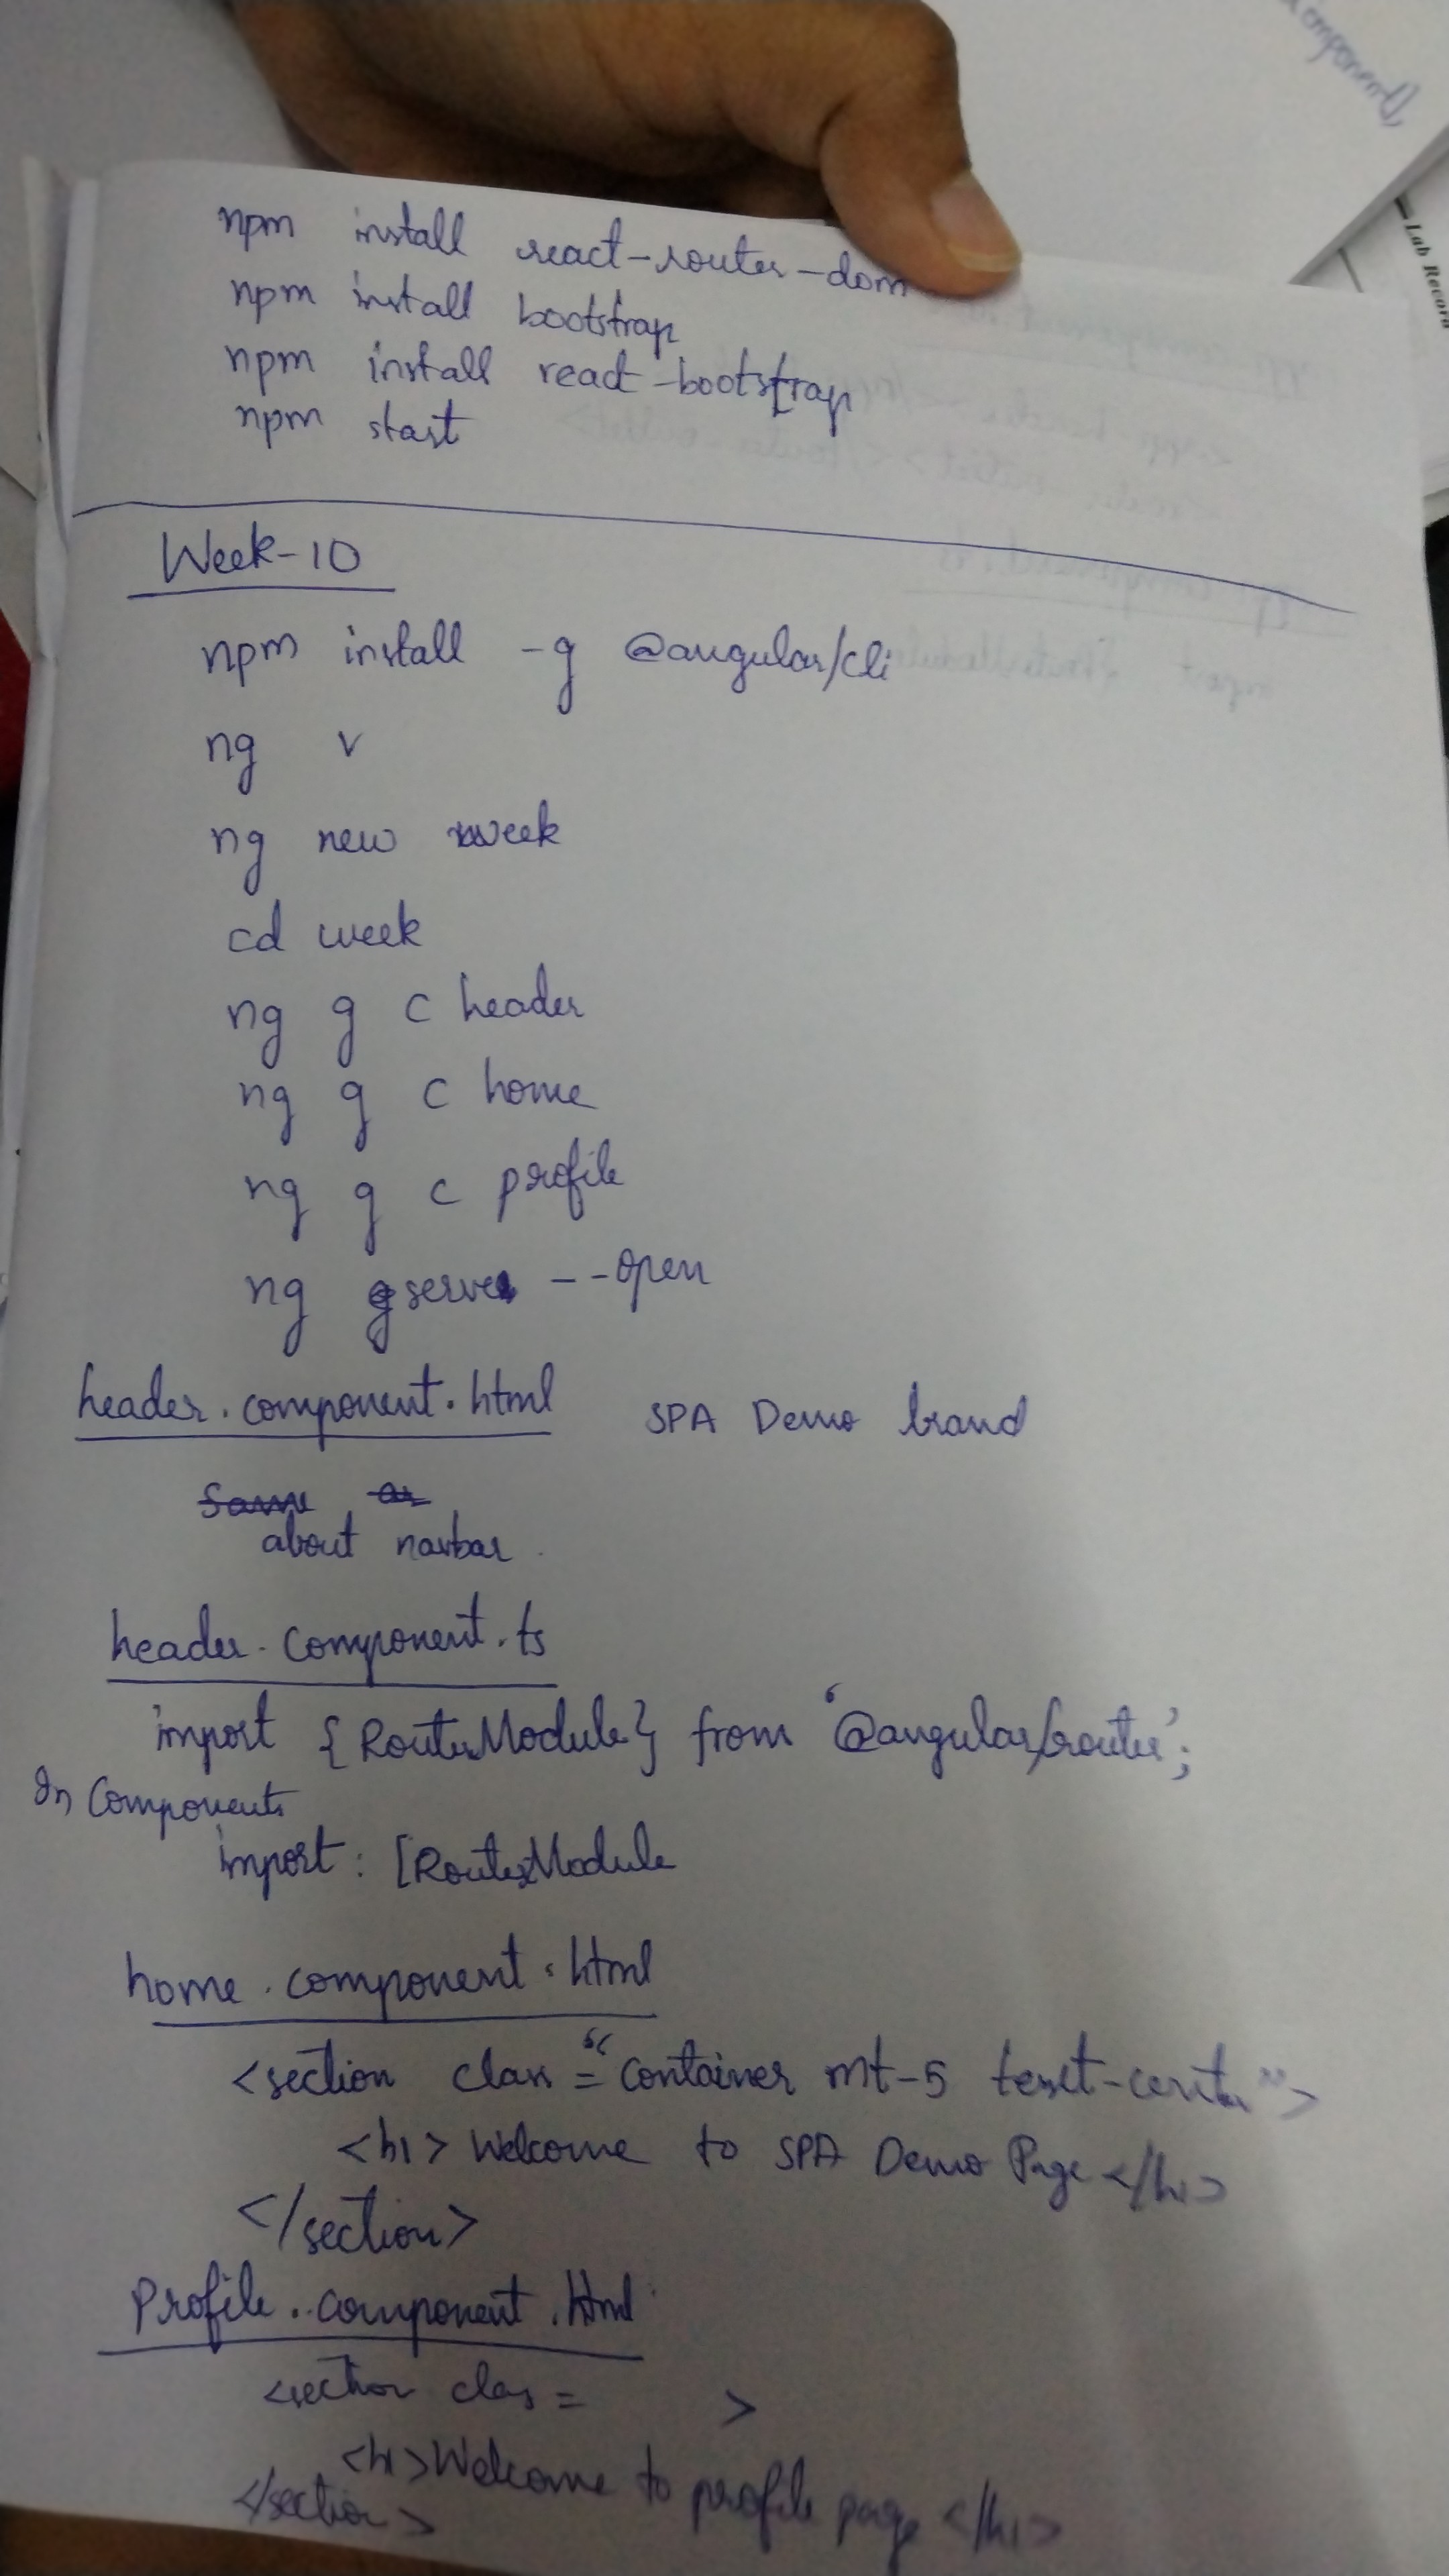 component
Lab Record
npm install react-router-dom
npm install bootstrap
npm install react-bootstrap
npm start
Week-10
npm install -g @angular/cli
ng v
ng new week
cd week
ng g c header
ng g c home
ng g c profile
ng serve --open
header.component.html SPA Demo brand
Same as
about navbar
header.component.ts
import {RouterModule} from '@angular/router';
In Components
import: [RouterModule
home.component.html
<section class="container mt-5 text-center">
<h1> Welcome to SPA Demo Page </h1>
</section>
Profile..component.html
<section class= >
<h1>Welcome to profile page </h1>
</section>